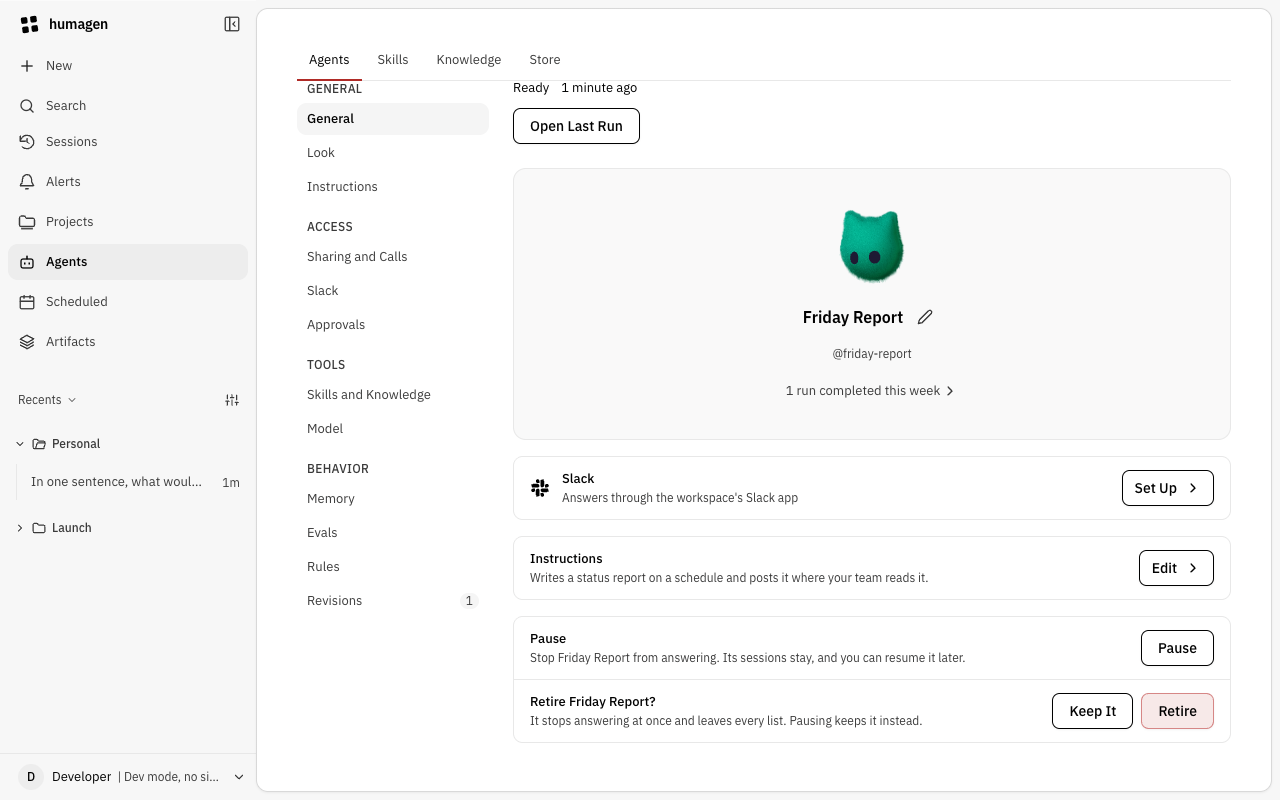 humagen
New
Search
Sessions
Alerts
Projects
Agents
Scheduled
Artifacts
Recents
Personal
In one sentence, what woul... 1m
Launch
D Developer | Dev mode, no si...
Agents Skills Knowledge Store
GENERAL
General
Look
Instructions
ACCESS
Sharing and Calls
Slack
Approvals
TOOLS
Skills and Knowledge
Model
BEHAVIOR
Memory
Evals
Rules
Revisions 1
Ready 1 minute ago
Open Last Run
Friday Report
@friday-report
1 run completed this week
Slack
Answers through the workspace's Slack app
Set Up
Instructions
Writes a status report on a schedule and posts it where your team reads it.
Edit
Pause
Stop Friday Report from answering. Its sessions stay, and you can resume it later.
Pause
Retire Friday Report?
It stops answering at once and leaves every list. Pausing keeps it instead.
Keep It Retire